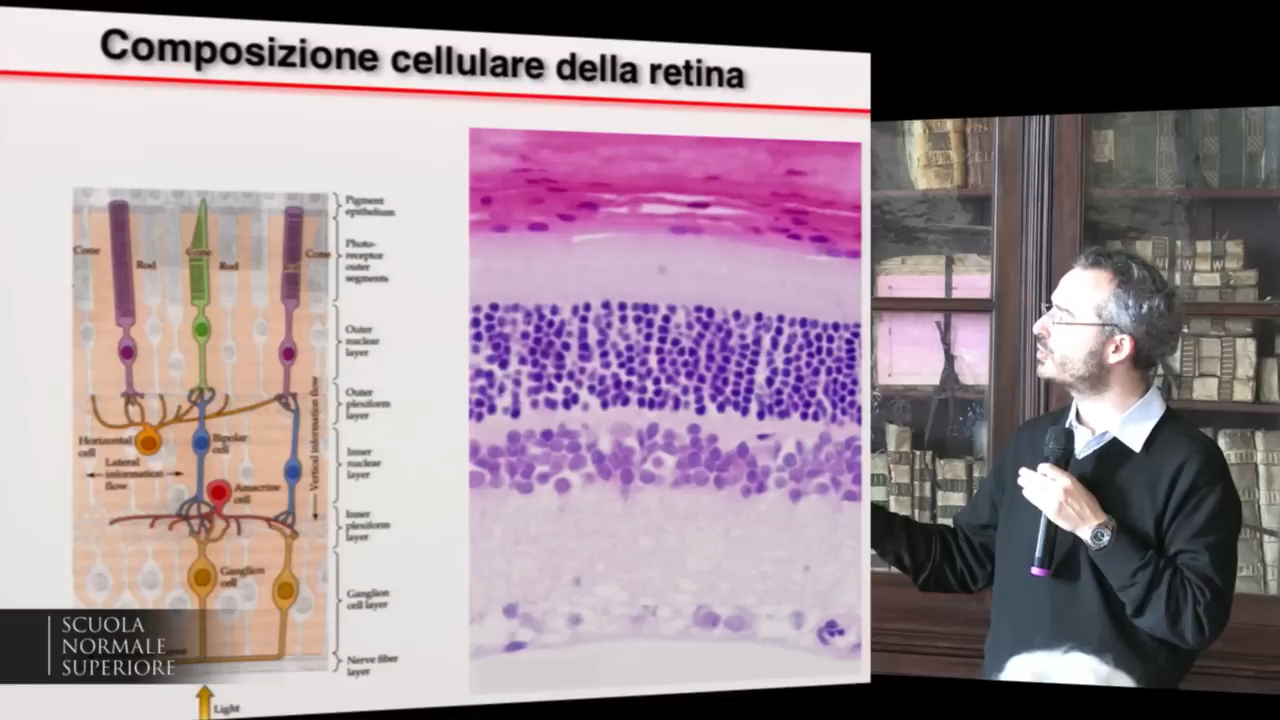 Composizione cellulare della retina
Pigment
epithelium
Cone
Rod
Cone
Rod
Cone
Photo-
receptor
outer
segments
Outer
nuclear
layer
Outer
plexiform
layer
Horizontal
cell
Bipolar
cell
Lateral
information
flow
Vertical information flow
Inner
nuclear
layer
Amacrine
cell
Inner
plexiform
layer
Ganglion
cell
Ganglion
cell layer
Nerve fiber
layer
Light
SCUOLA
NORMALE
SUPERIORE